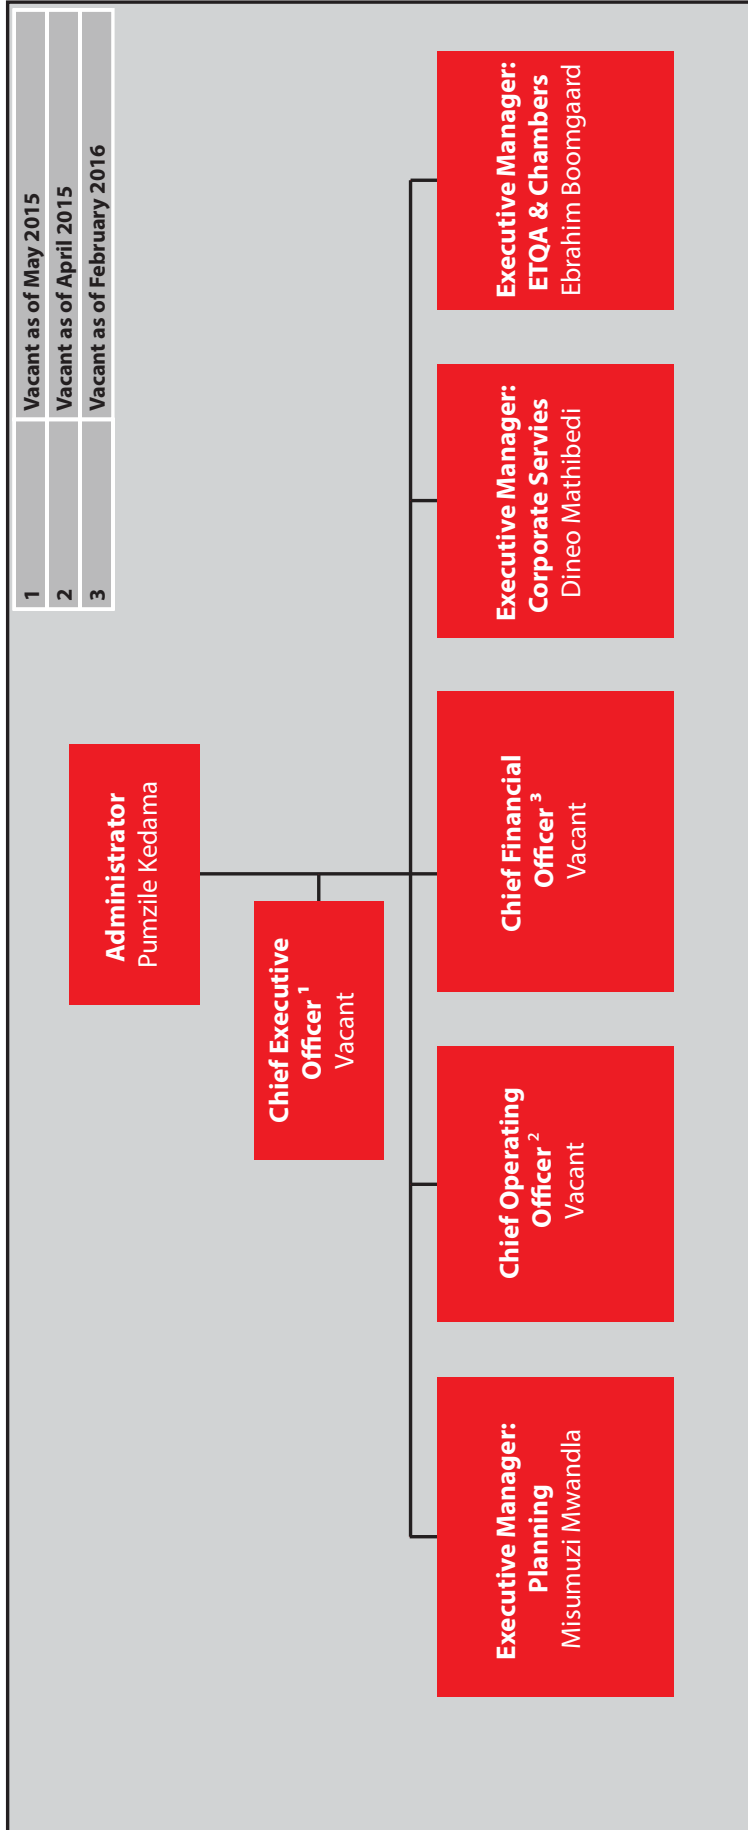 1 Vacant as of May 2015
2 Vacant as of April 2015
3 Vacant as of February 2016
Administrator
Pumzile Kedama
Chief Executive
Officer ¹
Vacant
Executive Manager:
Planning
Misumuzi Mwandla
Chief Operating
Officer ²
Vacant
Chief Financial
Officer ³
Vacant
Executive Manager:
Corporate Servies
Dineo Mathibedi
Executive Manager:
ETQA & Chambers
Ebrahim Boomgaard